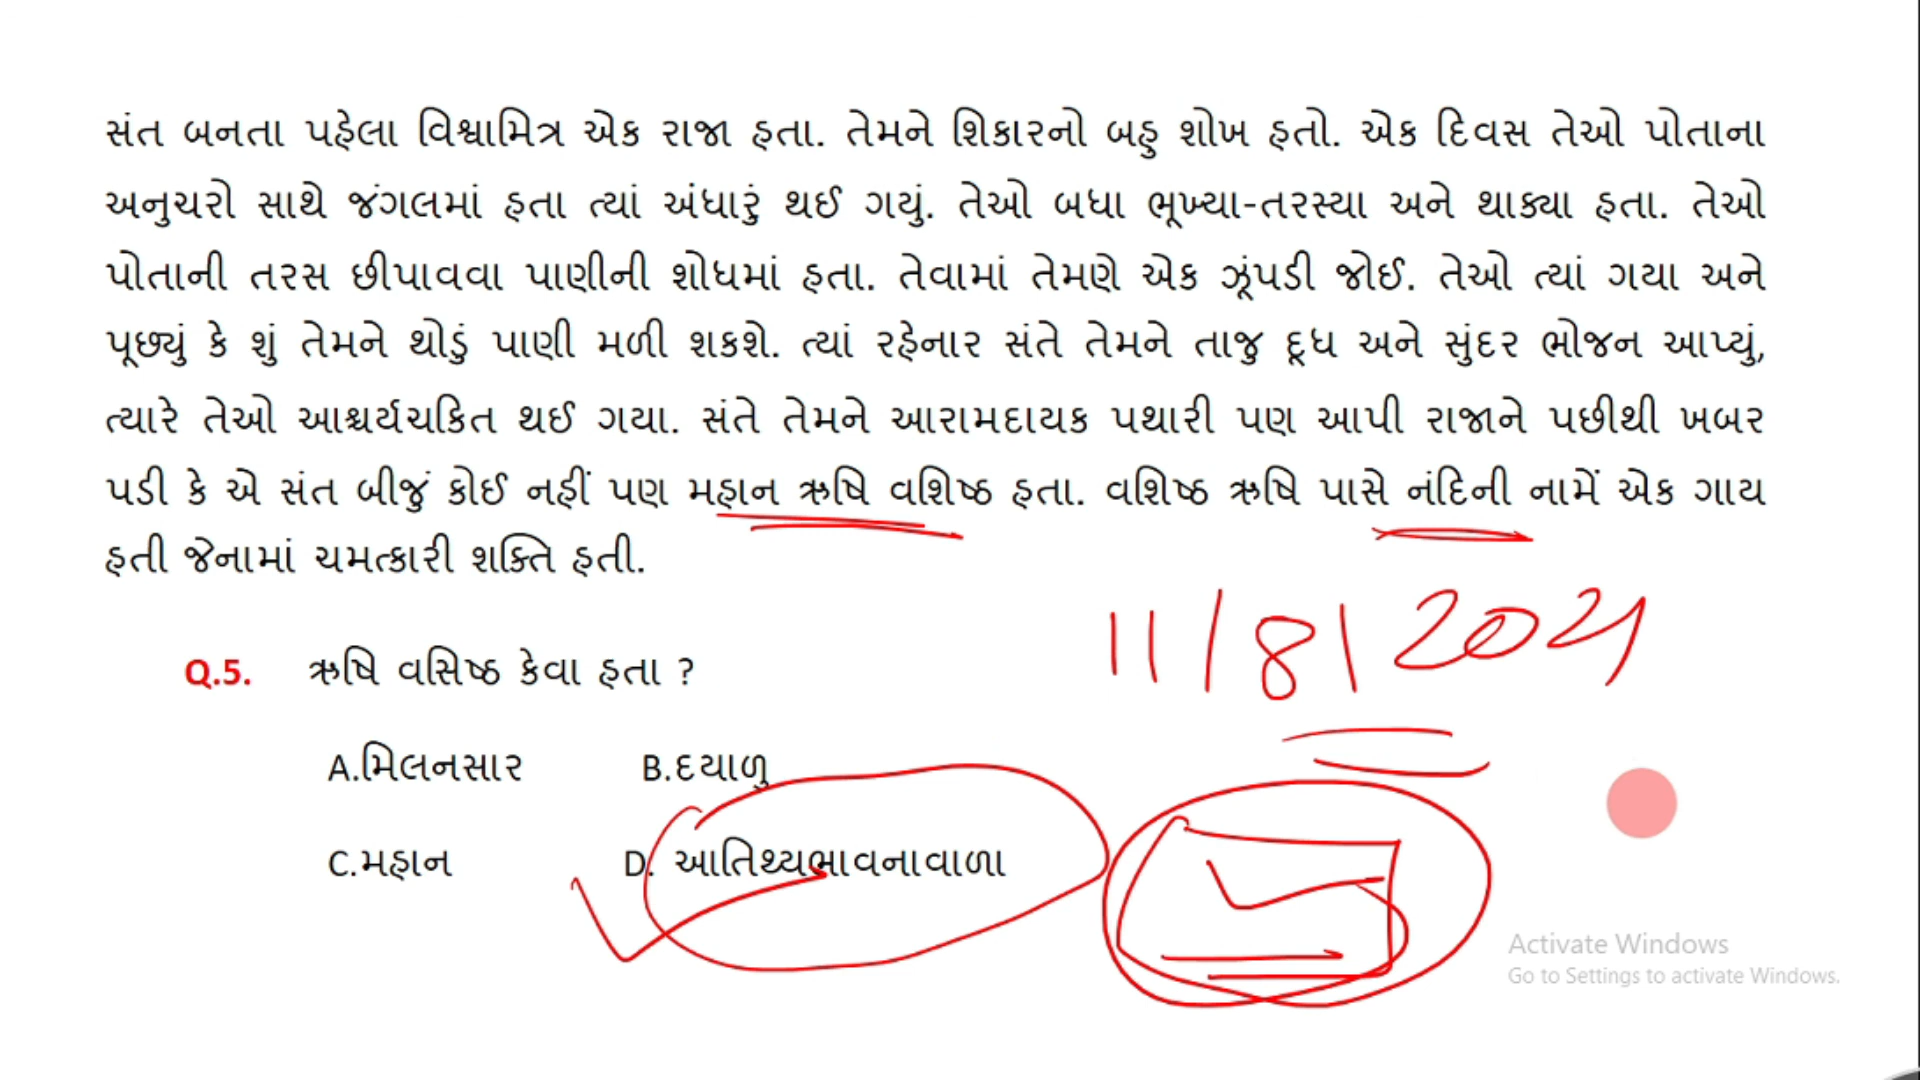 સંત બનતા પહેલા વિશ્વામિત્ર એક રાજા હતા. તેમને શિકારનો બહુ શોખ હતો. એક દિવસ તેઓ પોતાના
અનુચરો સાથે જંગલમાં હતા ત્યાં અંધારું થઈ ગયું. તેઓ બધા ભૂખ્યા-તરસ્યા અને થાક્યા હતા. તેઓ
પોતાની તરસ છીપાવવા પાણીની શોધમાં હતા. તેવામાં તેમણે એક ઝૂંપડી જોઈ. તેઓ ત્યાં ગયા અને
પૂછ્યું કે શું તેમને થોડું પાણી મળી શકશે. ત્યાં રહેનાર સંતે તેમને તાજુ દૂધ અને સુંદર ભોજન આપ્યું,
ત્યારે તેઓ આશ્ચર્યચકિત થઈ ગયા. સંતે તેમને આરામદાયક પથારી પણ આપી રાજાને પછીથી ખબર
પડી કે એ સંત બીજું કોઈ નહીં પણ મહાન ઋષિ વશિષ્ઠ હતા. વશિષ્ઠ ઋષિ પાસે નંદિની નામેં એક ગાય
હતી જેનામાં ચમત્કારી શક્તિ હતી.
11/8/2021
Q.5. ઋષિ વસિષ્ઠ કેવા હતા ?
A.મિલનસાર B.દયાળુ
C.મહાન D. આતિથ્યભાવનાવાળા
Activate Windows
Go to Settings to activate Windows.